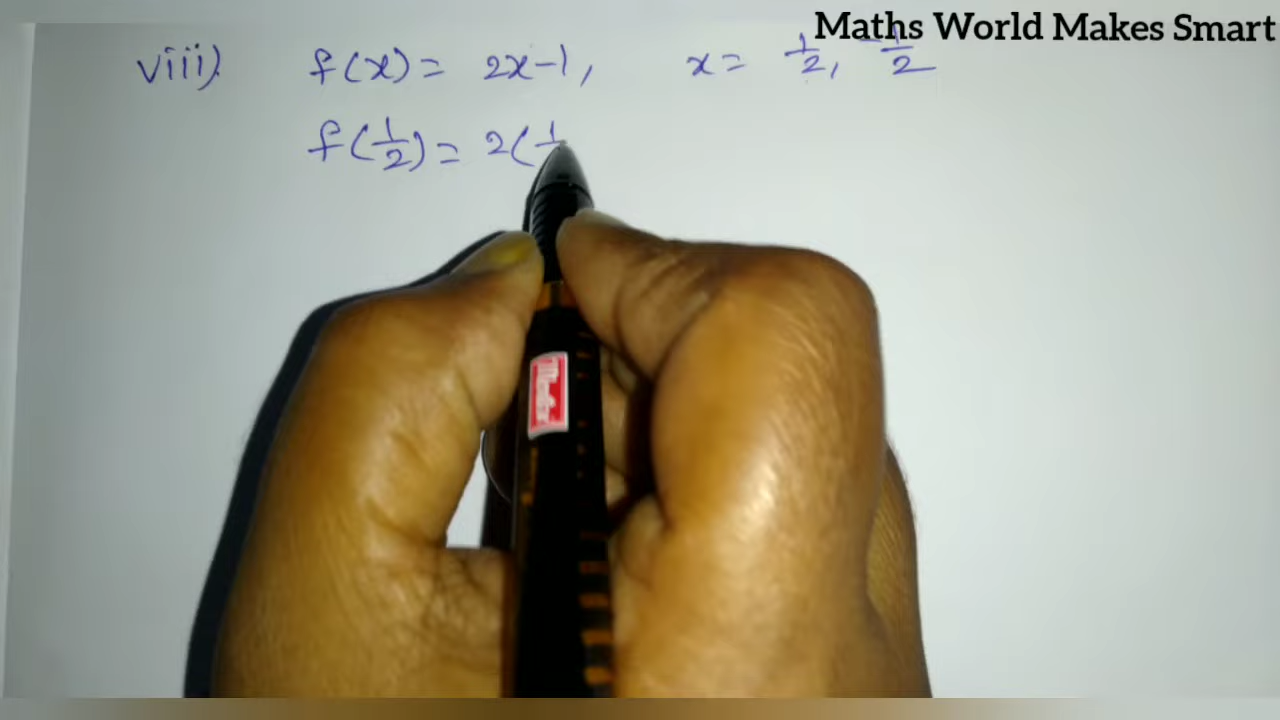 Maths World Makes Smart
viii). f(x) = 2x-1, x = 1/2, -1/2
f(1/2) = 2(1